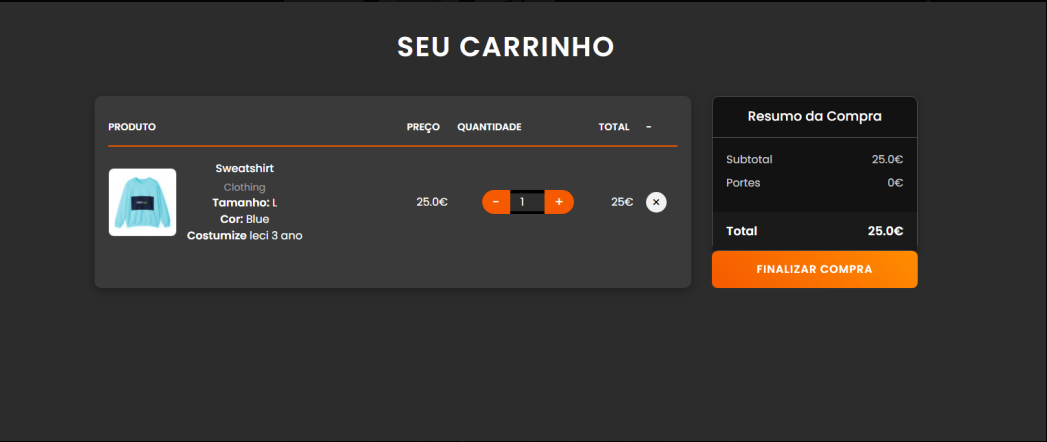 SEU CARRINHO
PRODUTO PREÇO QUANTIDADE TOTAL -
Sweatshirt
Clothing
Tamanho: L
Cor: Blue
Costumize leci 3 ano
25.0€ - 1 + 25€ ×
Resumo da Compra
Subtotal 25.0€
Portes 0€
Total 25.0€
FINALIZAR COMPRA